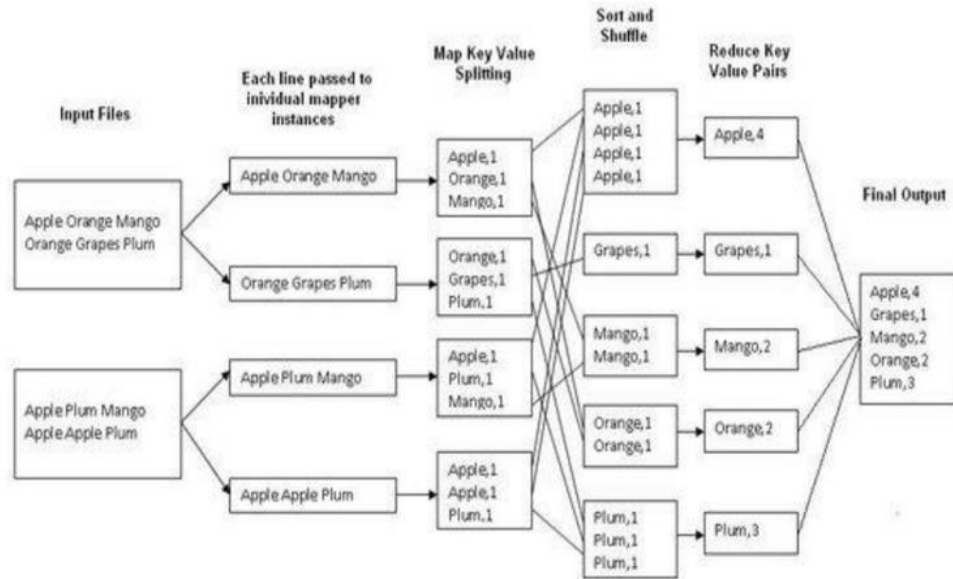 Input Files
Each line passed to
inividual mapper
instances
Map Key Value
Splitting
Sort and
Shuffle
Reduce Key
Value Pairs
Final Output
Apple Orange Mango
Orange Grapes Plum
Apple Plum Mango
Apple Apple Plum
Apple Orange Mango
Orange Grapes Plum
Apple Plum Mango
Apple Apple Plum
Apple,1
Orange,1
Mango,1
Orange,1
Grapes,1
Plum,1
Apple,1
Plum,1
Mango,1
Apple,1
Apple,1
Plum,1
Apple,1
Apple,1
Apple,1
Apple,1
Grapes,1
Mango,1
Mango,1
Orange,1
Orange,1
Plum,1
Plum,1
Plum,1
Apple,4
Grapes,1
Mango,2
Orange,2
Plum,3
Apple,4
Grapes,1
Mango,2
Orange,2
Plum,3